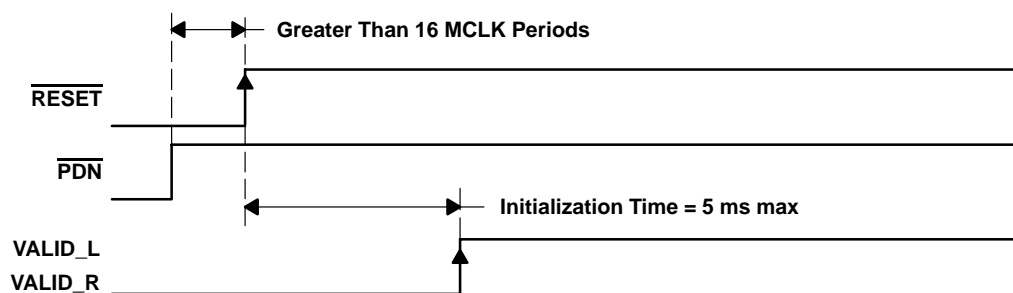 Greater Than 16 MCLK Periods
RESET
PDN
Initialization Time = 5 ms max
VALID_L
VALID_R